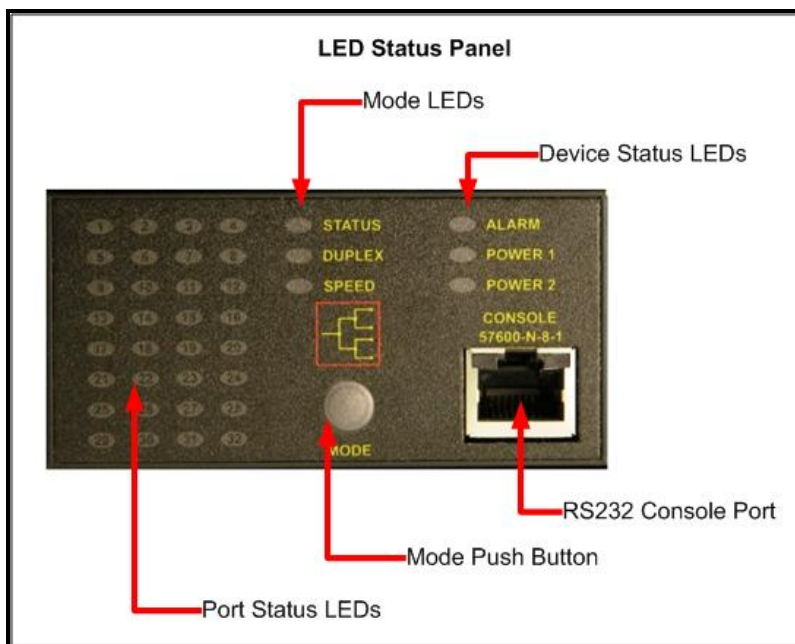 LED Status Panel
Mode LEDs
Device Status LEDs
1 2 3 4
STATUS
ALARM
5 6 7 8
DUPLEX
POWER 1
9 10 11 12
SPEED
POWER 2
13 14 15 16
CONSOLE
57600-N-8-1
17 18 19 20
21 22 23 24
25 26 27 28
29 30 31 32
MODE
RS232 Console Port
Mode Push Button
Port Status LEDs